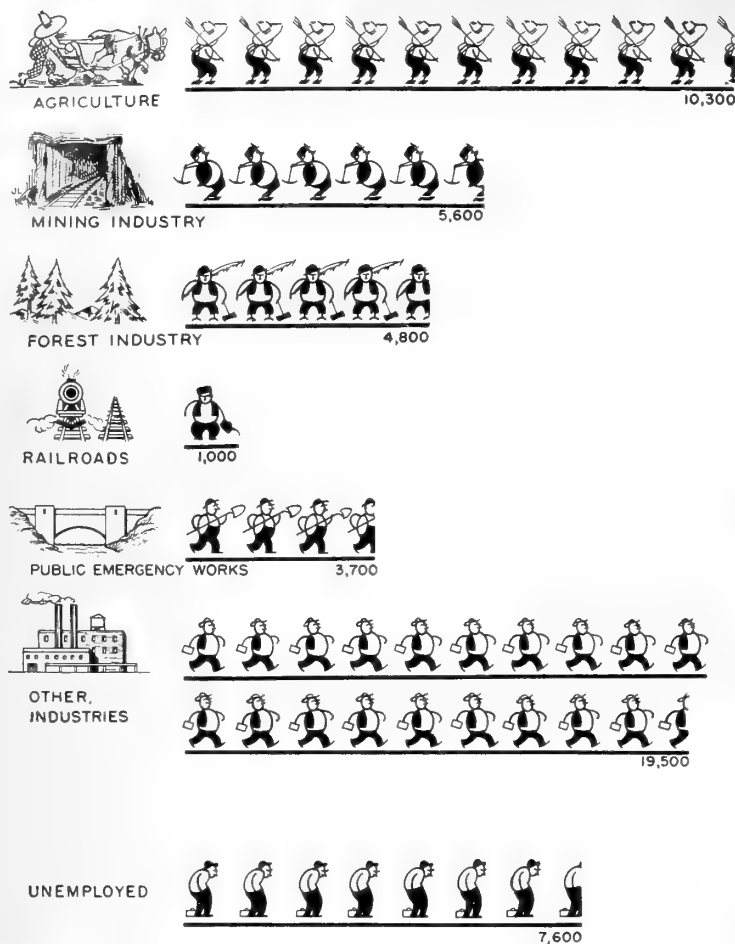 AGRICULTURE
10,300
MINING INDUSTRY
5,600
FOREST INDUSTRY
4,800
RAILROADS
1,000
PUBLIC EMERGENCY WORKS
3,700
OTHER,
INDUSTRIES
19,500
UNEMPLOYED
7,600